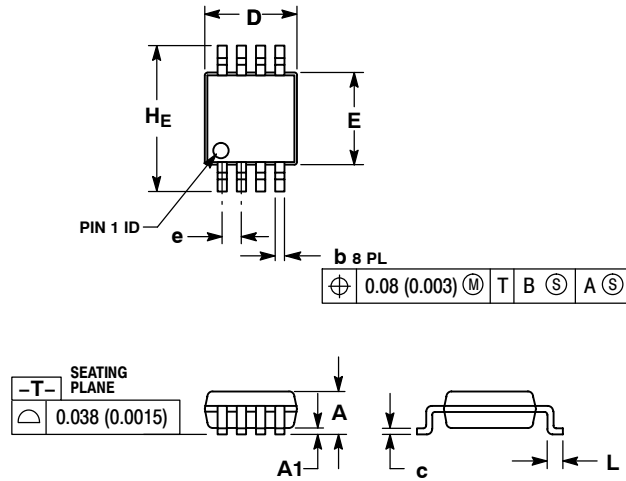 D
HE
E
PIN 1 ID
e
b 8 PL
⌖ 0.08 (0.003) Ⓜ T B Ⓢ A Ⓢ
–T– SEATING PLANE
⌓ 0.038 (0.0015)
A
A1
c
L